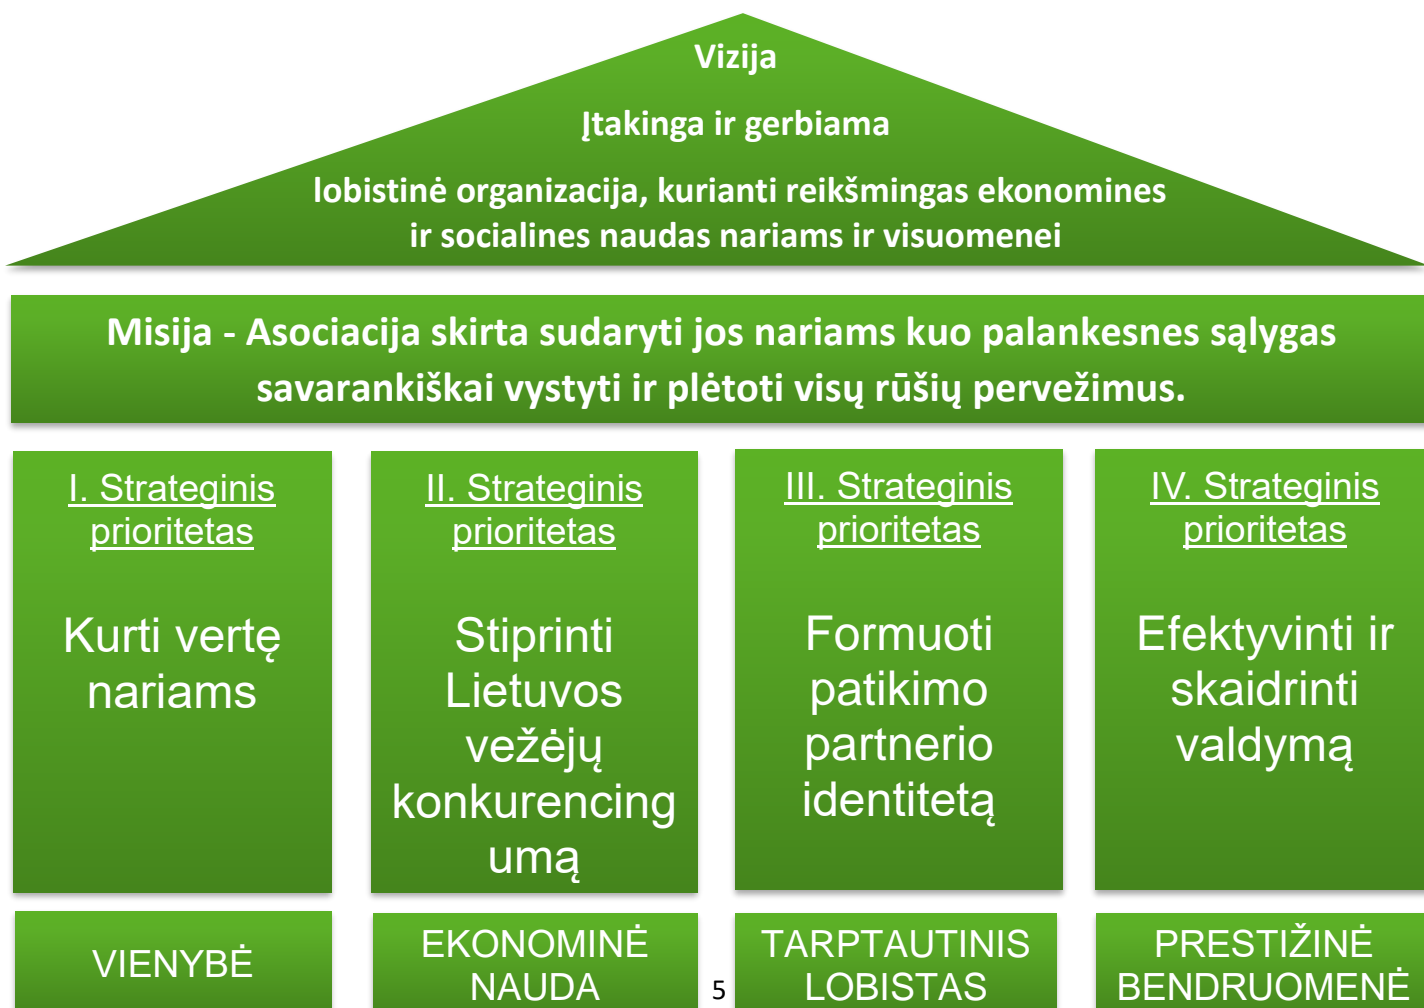 Vizija
Įtakinga ir gerbiama
lobistinė organizacija, kurianti reikšmingas ekonomines
ir socialines naudas nariams ir visuomenei
Misija - Asociacija skirta sudaryti jos nariams kuo palankesnes sąlygas
savarankiškai vystyti ir plėtoti visų rūšių pervežimus.
I. Strateginis
prioritetas
Kurti vertę
nariams
II. Strateginis
prioritetas
Stiprinti
Lietuvos
vežėjų
konkurencing
umą
III. Strateginis
prioritetas
Formuoti
patikimo
partnerio
identitetą
IV. Strateginis
prioritetas
Efektyvinti ir
skaidrinti
valdymą
VIENYBĖ
EKONOMINĖ
NAUDA
TARPTAUTINIS
LOBISTAS
PRESTIŽINĖ
BENDRUOMENĖ
5